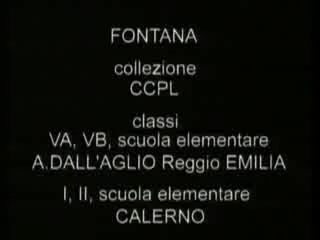 FONTANA
collezione
CCPL
classi
VA, VB, scuola elementare
A.DALL'AGLIO Reggio EMILIA
I, II, scuola elementare
CALERNO